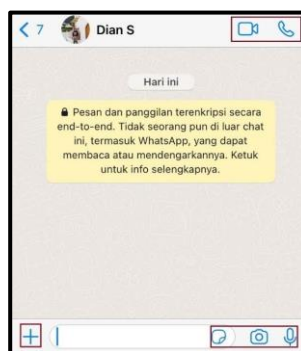 7 Dian S
Hari ini
Pesan dan panggilan terenkripsi secara
end-to-end. Tidak seorang pun di luar chat
ini, termasuk WhatsApp, yang dapat
membaca atau mendengarkannya. Ketuk
untuk info selengkapnya.